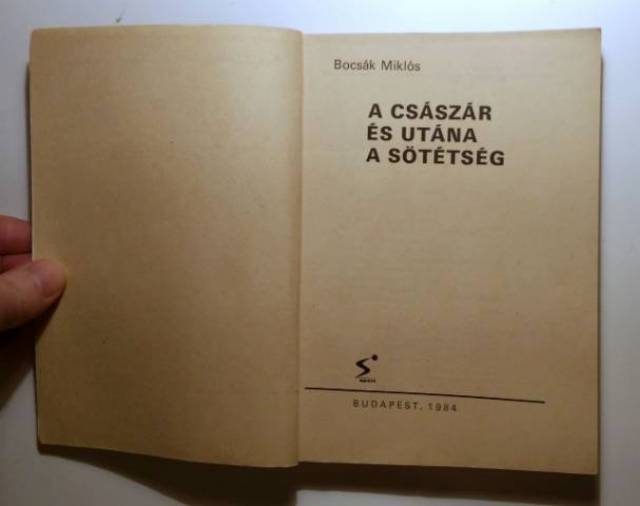 Bocsák Miklós
A CSÁSZÁR
ÉS UTÁNA
A SÖTÉTSÉG
BUDAPEST, 1984